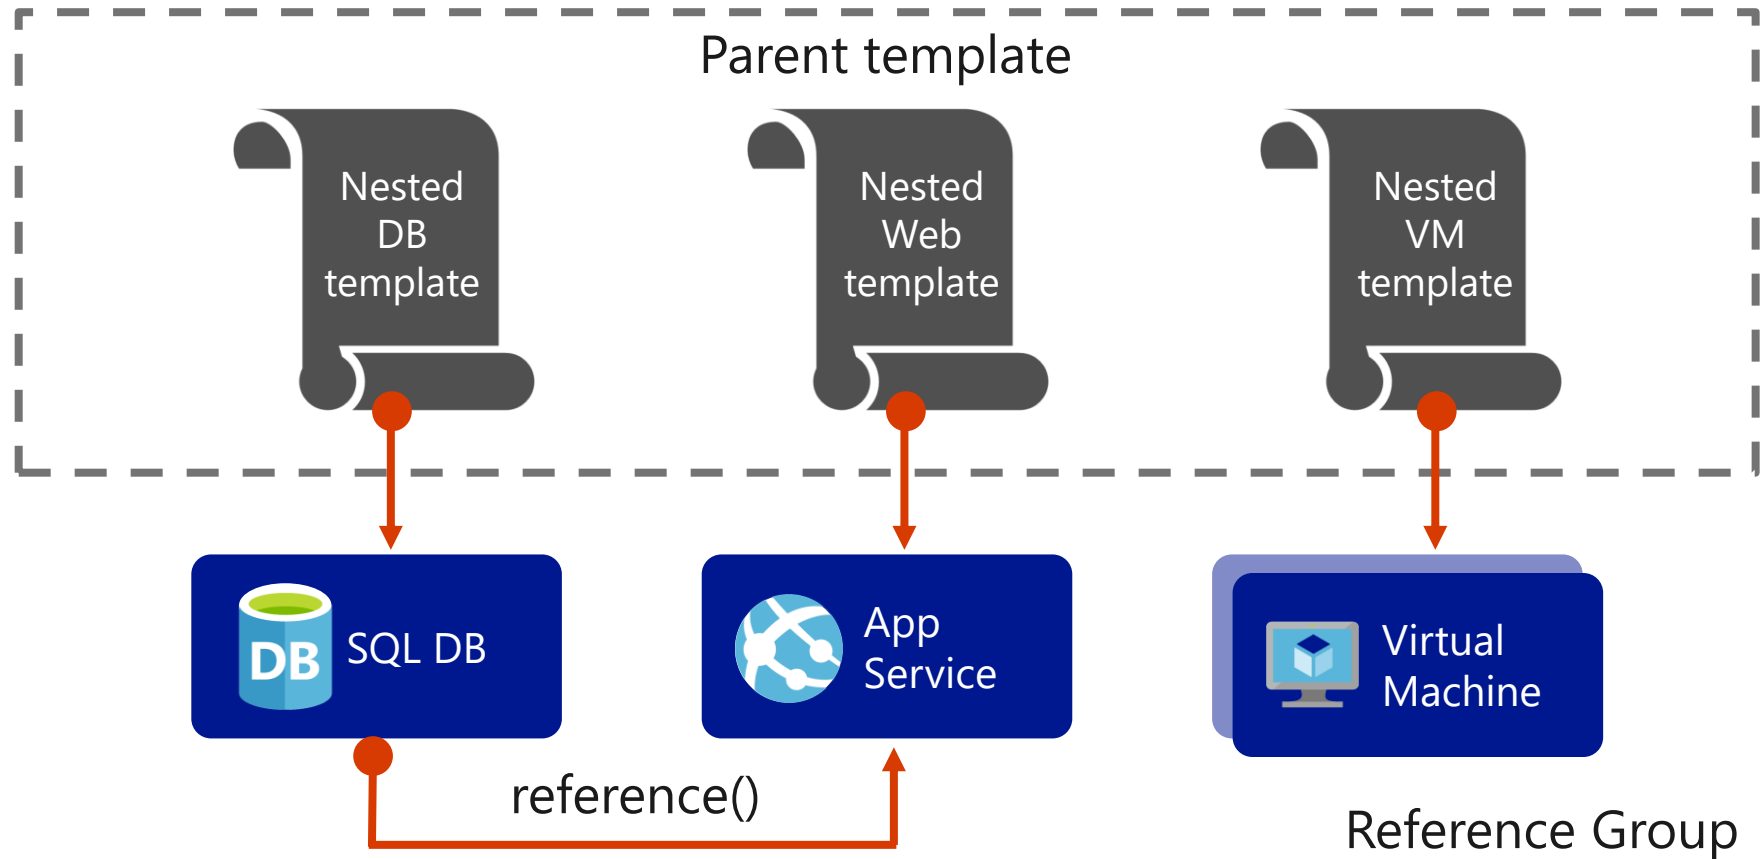 Parent template
Nested
DB
template
Nested
Web
template
Nested
VM
template
DB
SQL DB
App
Service
Virtual
Machine
reference()
Reference Group